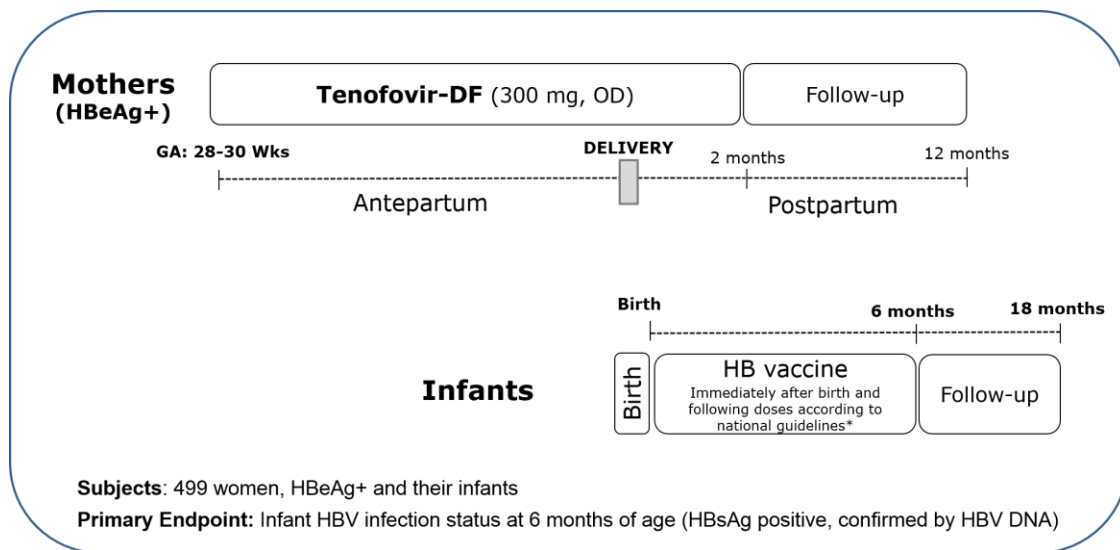 Mothers
(HBeAg+)
Tenofovir-DF (300 mg, OD)
Follow-up
GA: 28-30 Wks
DELIVERY
2 months
12 months
Antepartum
Postpartum
Birth
6 months
18 months
Infants
Birth
HB vaccine
Immediately after birth and
following doses according to
national guidelines*
Follow-up
Subjects: 499 women, HBeAg+ and their infants
Primary Endpoint: Infant HBV infection status at 6 months of age (HBsAg positive, confirmed by HBV DNA)